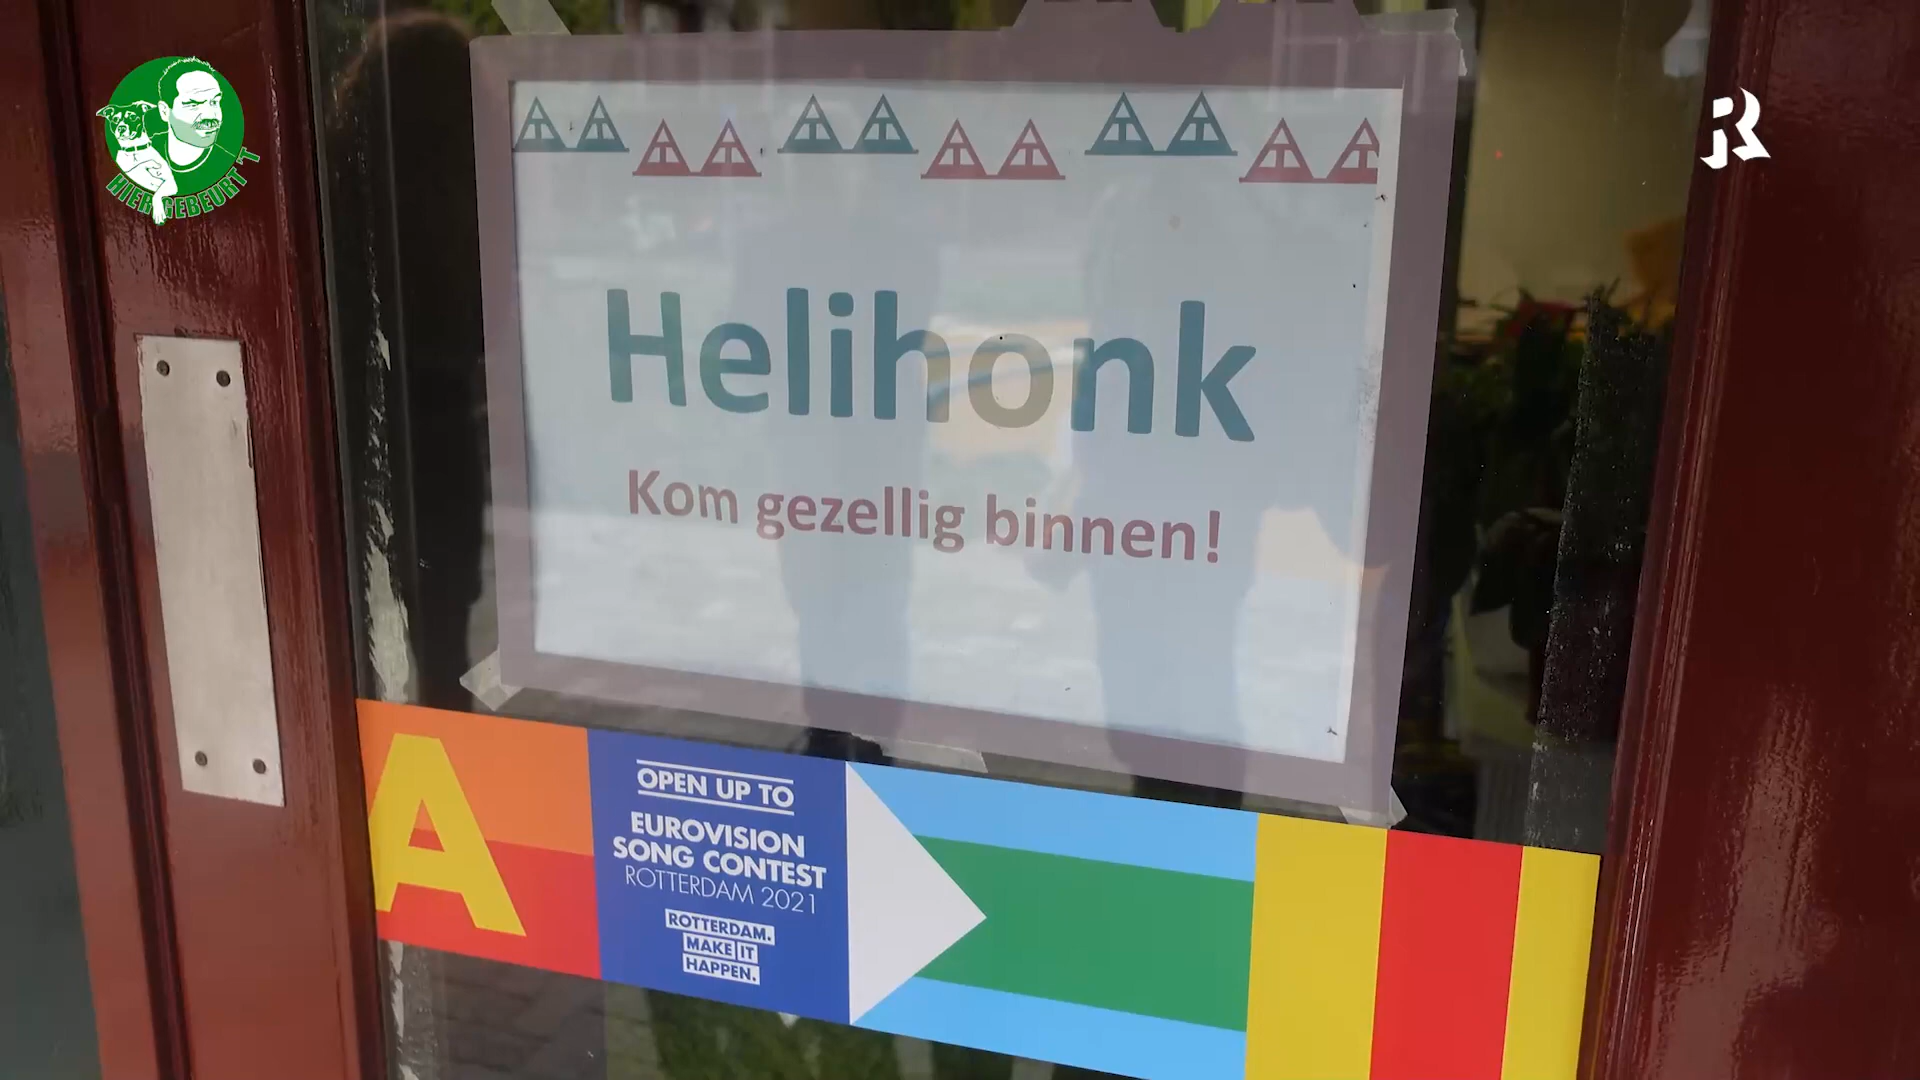 HIER GEBEURT'T
R
Helihonk
Kom gezellig binnen!
A
OPEN UP TO
EUROVISION
SONG CONTEST
ROTTERDAM 2021
ROTTERDAM.
MAKE IT
HAPPEN.